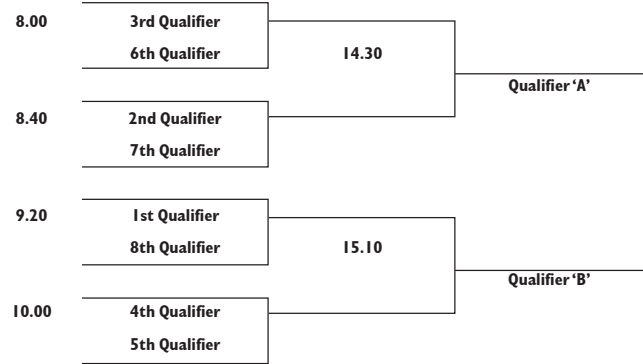 8.00 3rd Qualifier
6th Qualifier 14.30
Qualifier ‘A’
8.40 2nd Qualifier
7th Qualifier
9.20 1st Qualifier
8th Qualifier 15.10
Qualifier ‘B’
10.00 4th Qualifier
5th Qualifier